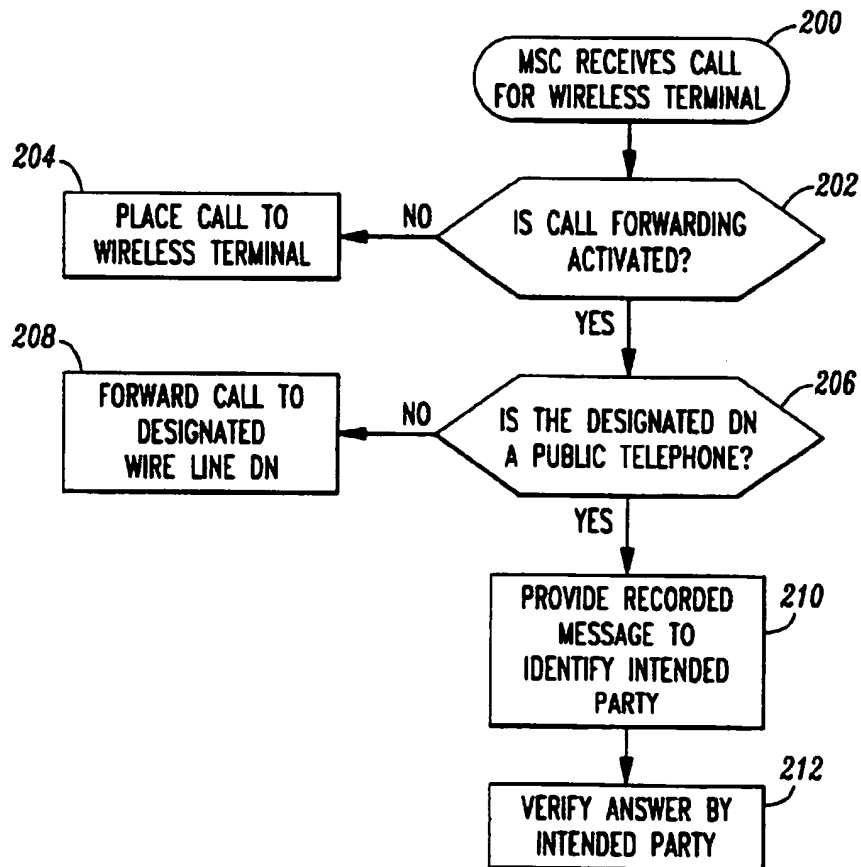 200
MSC RECEIVES CALL
FOR WIRELESS TERMINAL
204
202
PLACE CALL TO
WIRELESS TERMINAL
NO
IS CALL FORWARDING
ACTIVATED?
YES
208
206
FORWARD CALL TO
DESIGNATED
WIRE LINE DN
NO
IS THE DESIGNATED DN
A PUBLIC TELEPHONE?
YES
210
PROVIDE RECORDED
MESSAGE TO
IDENTIFY INTENDED
PARTY
212
VERIFY ANSWER BY
INTENDED PARTY